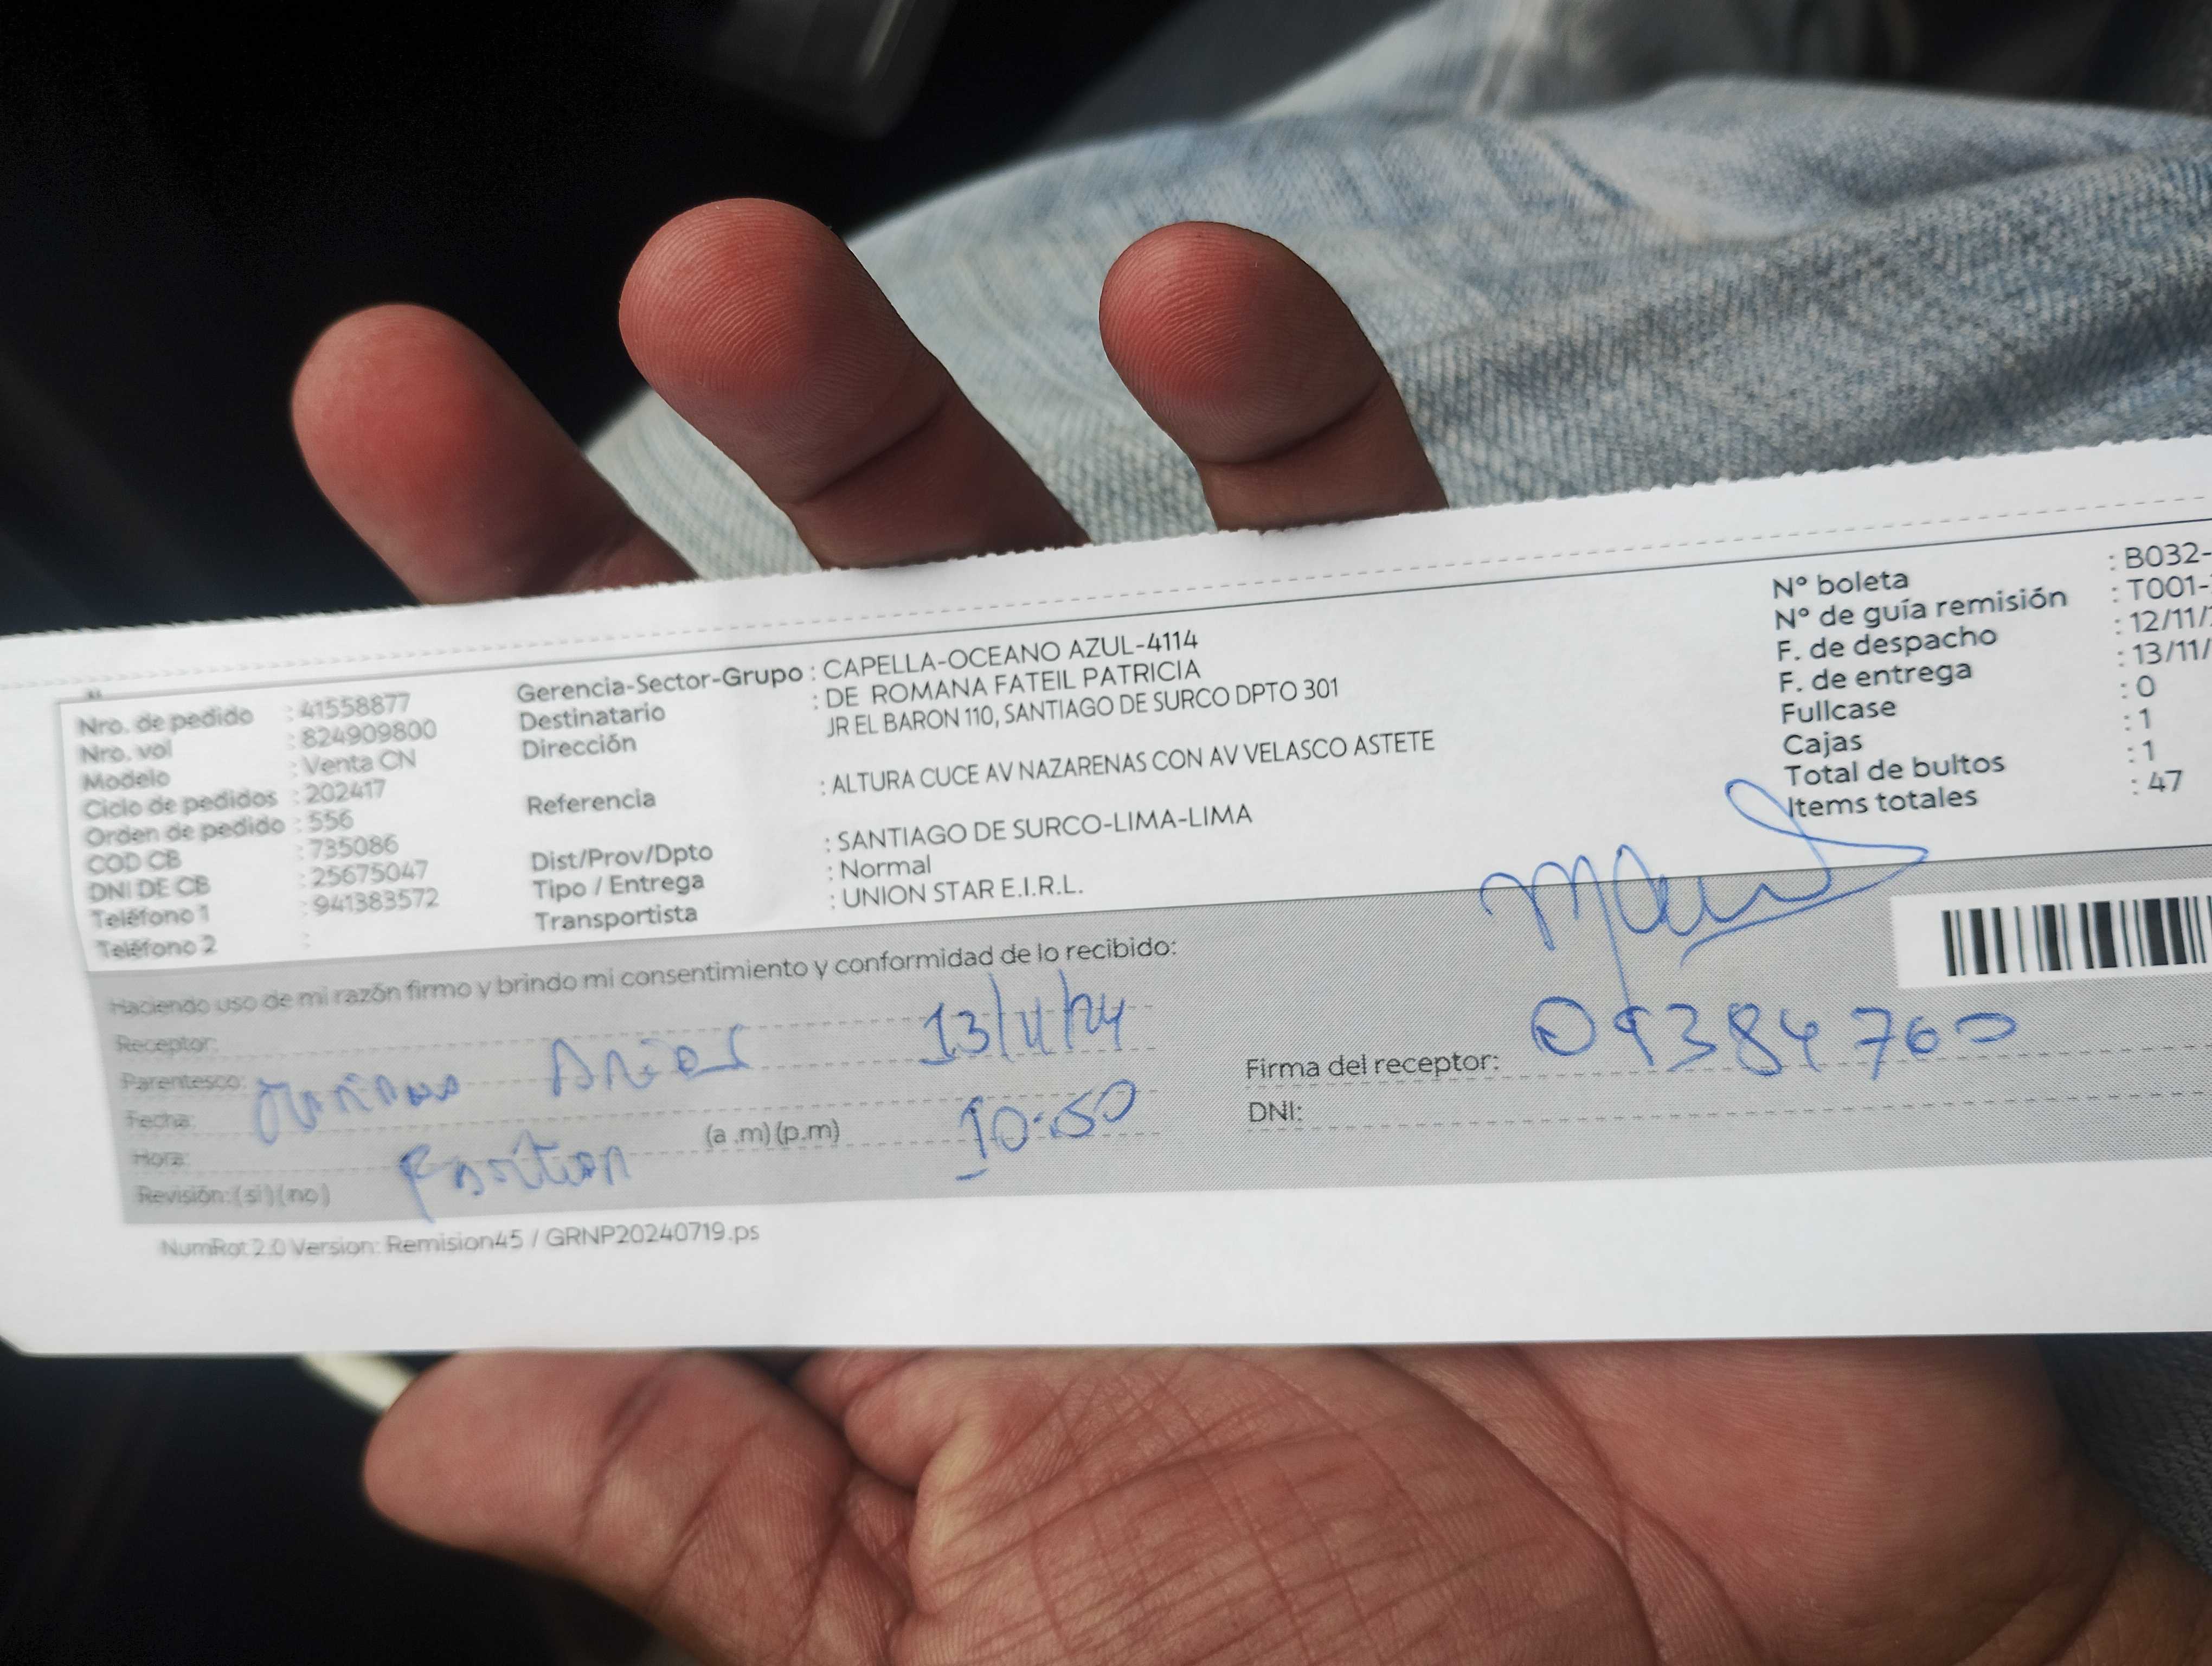 Nro. de pedido : 41558877
Nro. vol : 824909800
Modelo : Venta CN
Ciclo de pedidos : 202417
Orden de pedido : 556
COD CB : 735086
DNI DE CB : 25675047
Teléfono 1 : 941383572
Teléfono 2 :
Gerencia-Sector-Grupo : CAPELLA-OCEANO AZUL-4114
Destinatario : DE ROMANA FATEIL PATRICIA
Dirección JR EL BARON 110, SANTIAGO DE SURCO DPTO 301
Referencia : ALTURA CUCE AV NAZARENAS CON AV VELASCO ASTETE
Dist/Prov/Dpto : SANTIAGO DE SURCO-LIMA-LIMA
Tipo / Entrega : Normal
Transportista : UNION STAR E.I.R.L.
N° boleta : B032-
N° de guía remisión : T001-
F. de despacho : 12/11/
F. de entrega : 13/11/
Fullcase : 0
Cajas : 1
Total de bultos : 1
Items totales : 47
Haciendo uso de mi razón firmo y brindo mi consentimiento y conformidad de lo recibido:
Receptor:
Parentesco: 13/11/24
Fecha:
Hora: (a .m) (p.m) 10:50
Revisión: (si) (no)
Firma del receptor: 09384760
DNI:
NumRot 2.0 Version: Remision45 / GRNP20240719.ps